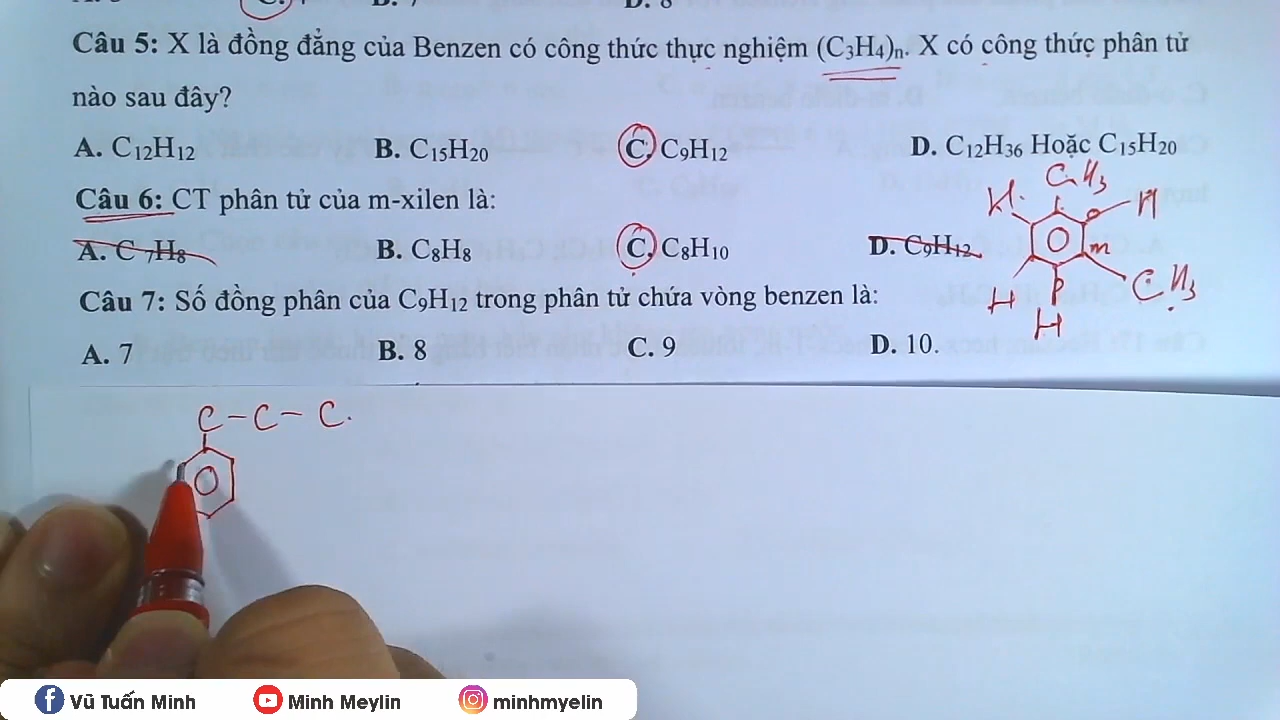 D. 8
Câu 5: X là đồng đẳng của Benzen có công thức thực nghiệm (C3H4)n. X có công thức phân tử
nào sau đây?
A. C12H12 B. C15H20 C. C9H12 D. C12H36 Hoặc C15H20
Câu 6: CT phân tử của m-xilen là:
A. C 7H8 B. C8H8 C. C8H10 D. C9H12
CH3
H H
m
H CH3
H
Câu 7: Số đồng phân của C9H12 trong phân tử chứa vòng benzen là:
A. 7 B. 8 C. 9 D. 10.
C – C – C
Vũ Tuấn Minh Minh Meylin minhmyelin